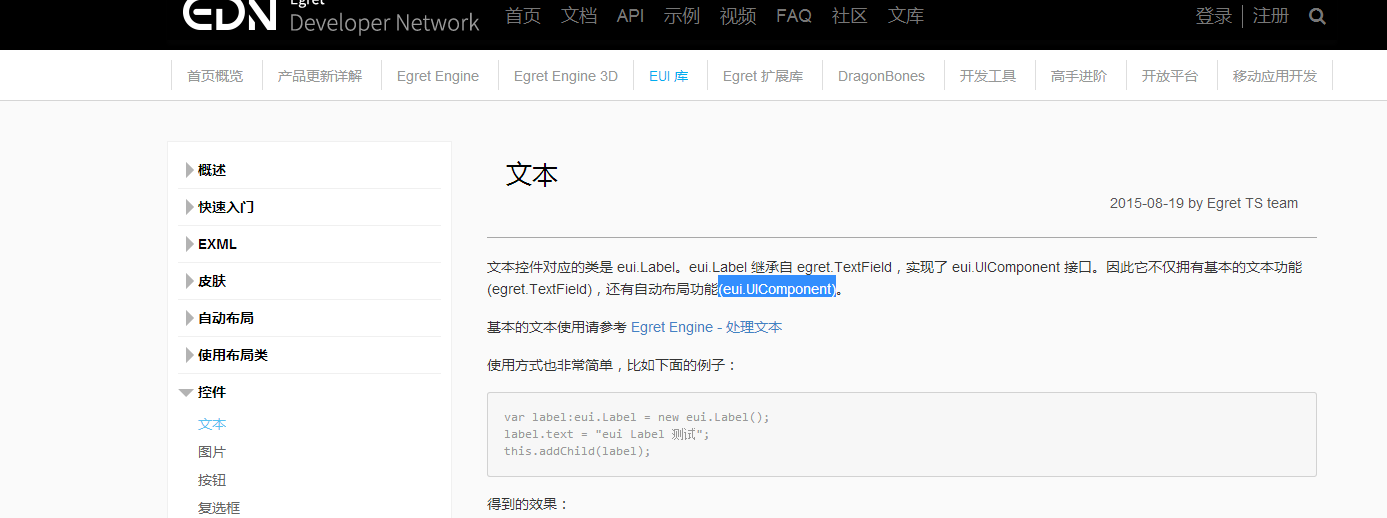 Egret
EDN Developer Network 首页 文档 API 示例 视频 FAQ 社区 文库 登录 注册
首页概览 产品更新详解 Egret Engine Egret Engine 3D EUI 库 Egret 扩展库 DragonBones 开发工具 高手进阶 开放平台 移动应用开发
概述
快速入门
EXML
皮肤
自动布局
使用布局类
控件
文本
图片
按钮
复选框
文本
2015-08-19 by Egret TS team
文本控件对应的类是 eui.Label。eui.Label 继承自 egret.TextField，实现了 eui.UIComponent 接口。因此它不仅拥有基本的文本功能
(egret.TextField)，还有自动布局功能(eui.UIComponent)。
基本的文本使用请参考 Egret Engine - 处理文本
使用方式也非常简单，比如下面的例子：
var label:eui.Label = new eui.Label();
label.text = "eui Label 测试";
this.addChild(label);
得到的效果：